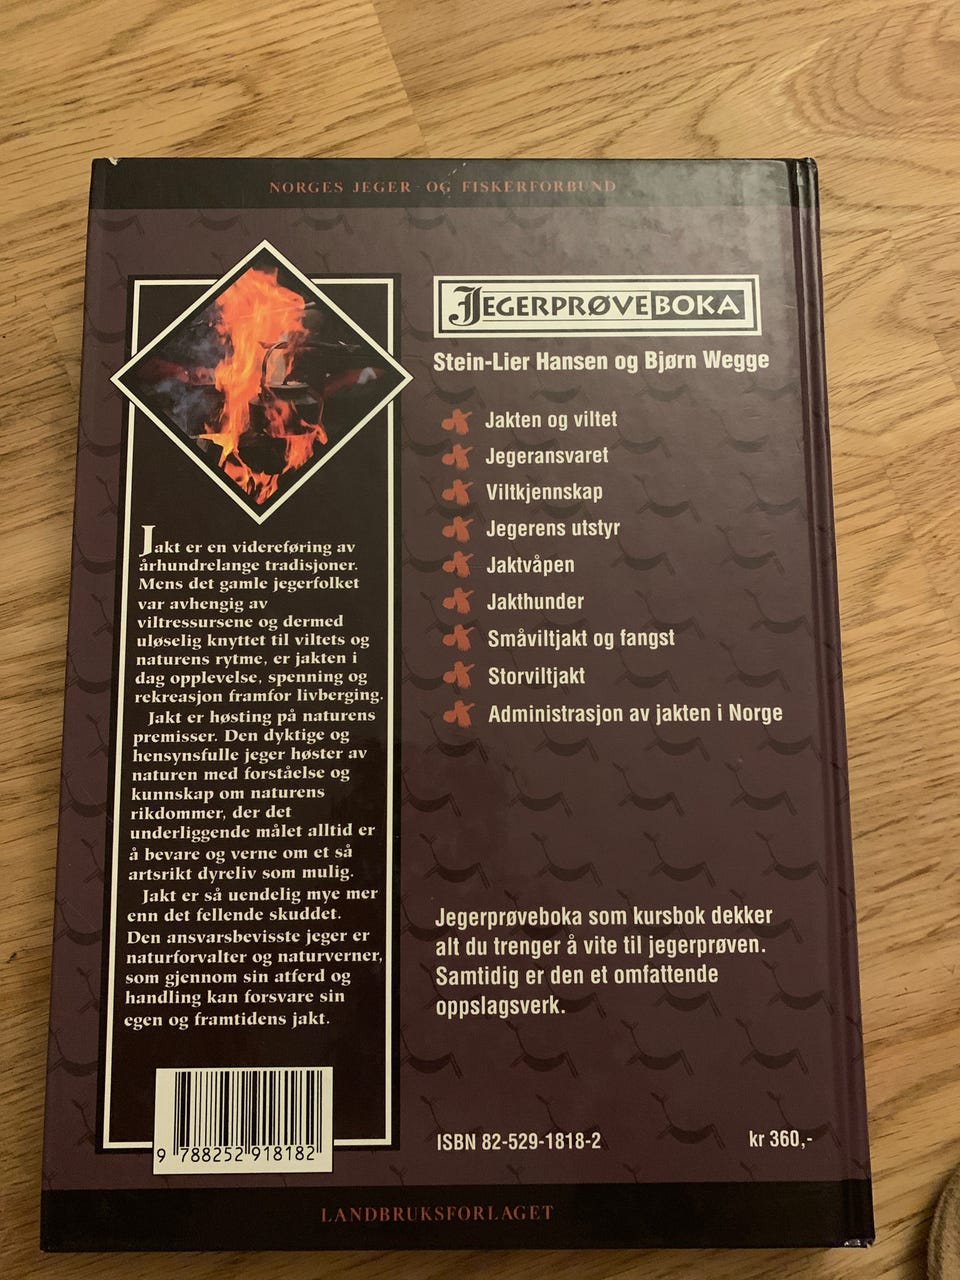 NORGES JEGER- OG FISKERFORBUND
Jakt er en videreføring av
århundrelange tradisjoner.
Mens det gamle jegerfolket
var avhengig av
viltressursene og dermed
uløselig knyttet til viltets og
naturens rytme, er jakten i
dag opplevelse, spenning og
rekreasjon framfor livberging.
Jakt er høsting på naturens
premisser. Den dyktige og
hensynsfulle jeger høster av
naturen med forståelse og
kunnskap om naturens
rikdommer, der det
underliggende målet alltid er
å bevare og verne om et så
artsrikt dyreliv som mulig.
Jakt er så uendelig mye mer
enn det fellende skuddet.
Den ansvarsbevisste jeger er
naturforvalter og naturverner,
som gjennom sin atferd og
handling kan forsvare sin
egen og framtidens jakt.
9 788252 918182
JEGERPRØVEBOKA
Stein-Lier Hansen og Bjørn Wegge
Jakten og viltet
Jegeransvaret
Viltkjennskap
Jegerens utstyr
Jaktvåpen
Jakthunder
Småviltjakt og fangst
Storviltjakt
Administrasjon av jakten i Norge
Jegerprøveboka som kursbok dekker
alt du trenger å vite til jegerprøven.
Samtidig er den et omfattende
oppslagsverk.
ISBN 82-529-1818-2 kr 360,-
LANDBRUKSFORLAGET